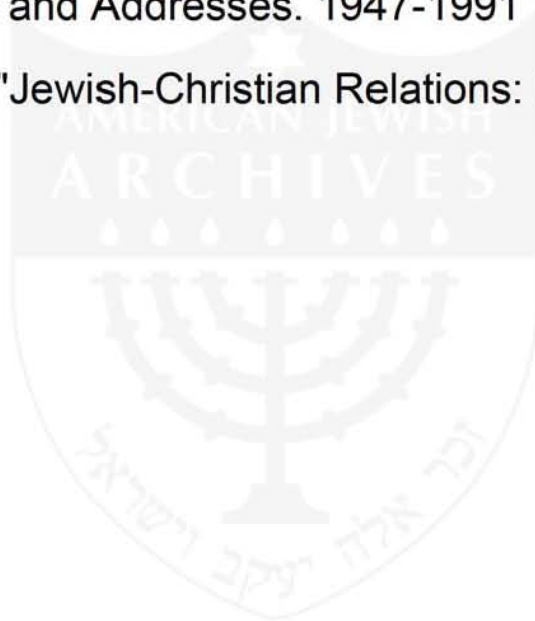 and Addresses. 1947-1991
"Jewish-Christian Relations:
AMERICAN JEWISH
ARCHIVES
זכר אלה יעקב וישראל